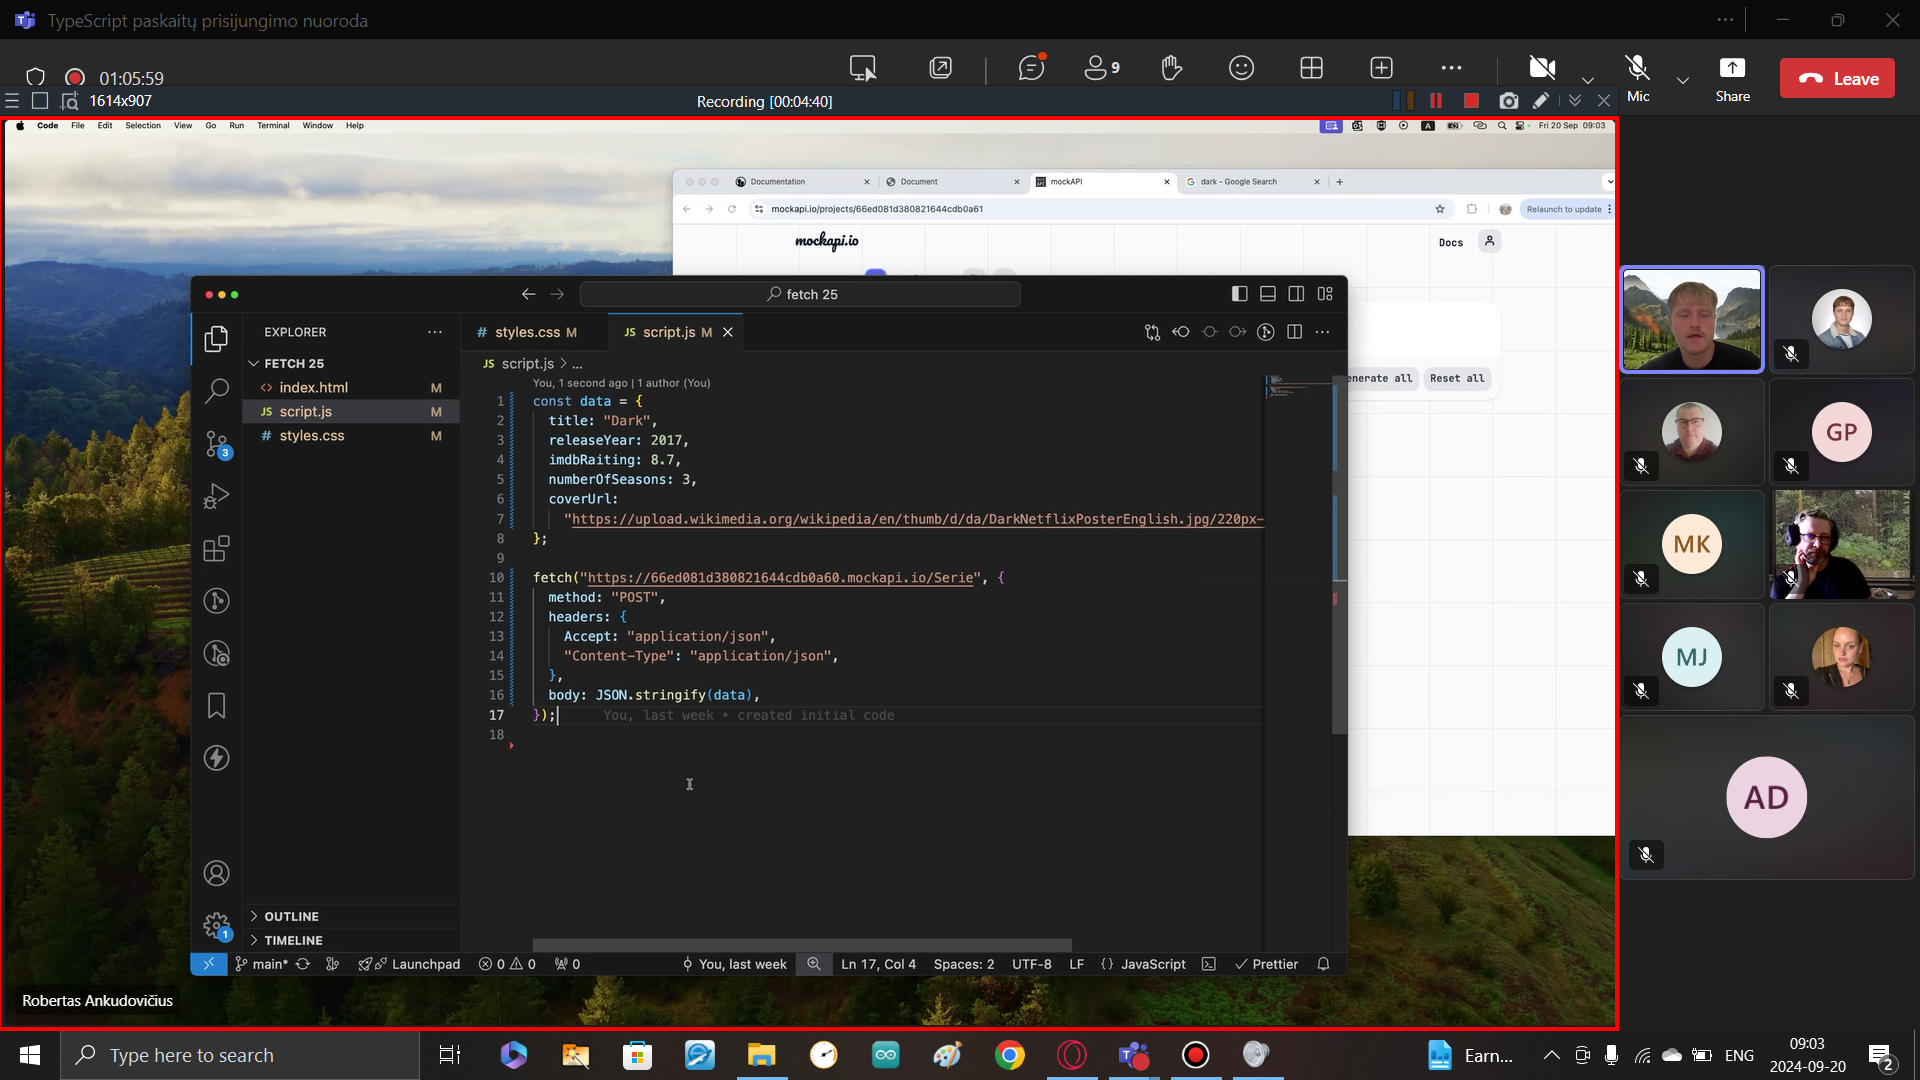 TypeScript paskaitų prisijungimo nuoroda
01:05:59
9
Mic
Share
Leave
1614x907
Recording [00:04:40]
Code File Edit Selection View Go Run Terminal Window Help
A
Fri 20 Sep 09:03
Documentation
Document
mockAPI
dark - Google Search
mockapi.io/projects/66ed081d380821644cdb0a61
Relaunch to update
mockapi.io
Docs
enerate all
Reset all
fetch 25
EXPLORER
FETCH 25
index.html M
JS script.js M
# styles.css M
3
1
OUTLINE
TIMELINE
# styles.css M
JS script.js M
JS script.js > ...
You, 1 second ago | 1 author (You)
1 const data = {
2 title: "Dark",
3 releaseYear: 2017,
4 imdbRaiting: 8.7,
5 numberOfSeasons: 3,
6 coverUrl:
7 "https://upload.wikimedia.org/wikipedia/en/thumb/d/da/DarkNetflixPosterEnglish.jpg/220px-
8 };
9
10 fetch("https://66ed081d380821644cdb0a60.mockapi.io/Serie", {
11 method: "POST",
12 headers: {
13 Accept: "application/json",
14 "Content-Type": "application/json",
15 },
16 body: JSON.stringify(data),
17 }); You, last week • created initial code
18
main*
Launchpad
0 0
0
You, last week
Ln 17, Col 4
Spaces: 2
UTF-8
LF
{} JavaScript
Prettier
Robertas Ankudovičius
GP
MK
MJ
AD
Type here to search
Earn...
ENG
09:03
2024-09-20
2